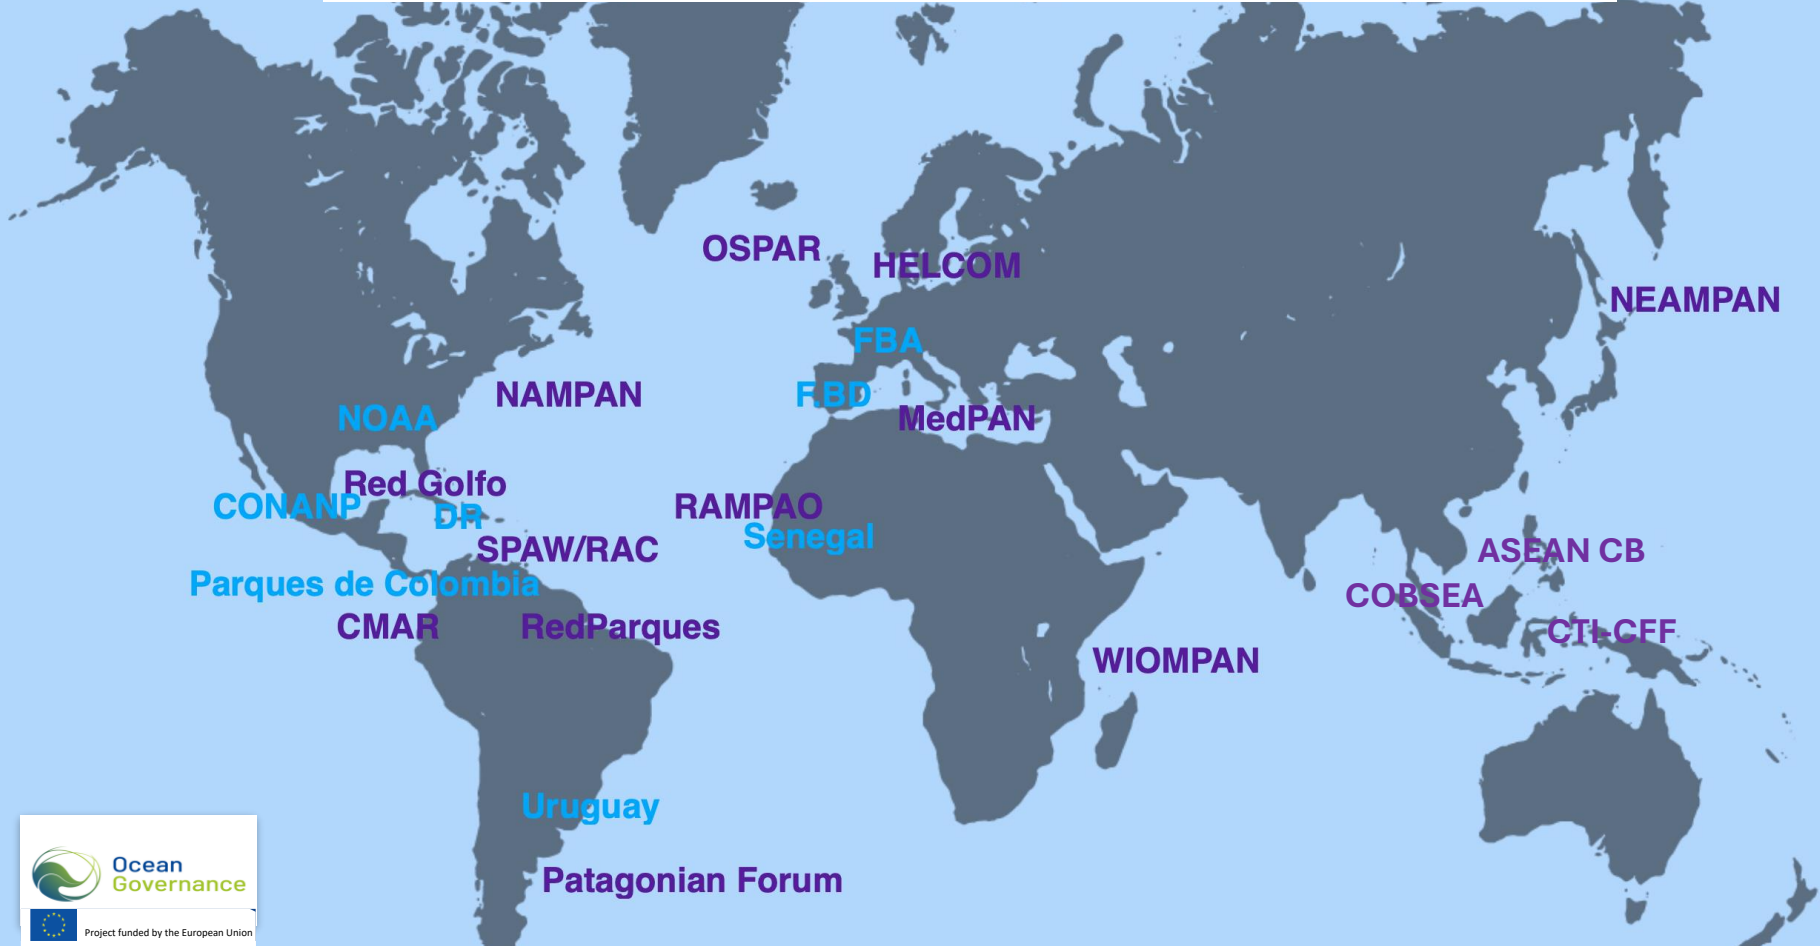 OSPAR
HELCOM
NEAMPAN
FBA
NAMPAN
F.BD
NOAA
MedPAN
Red Golfo
CONANP
DR
RAMPAO
Senegal
SPAW/RAC
ASEAN CB
Parques de Colombia
COBSEA
CMAR
RedParques
CTI-CFF
WIOMPAN
Uruguay
Patagonian Forum
Ocean
Governance
Project funded by the European Union